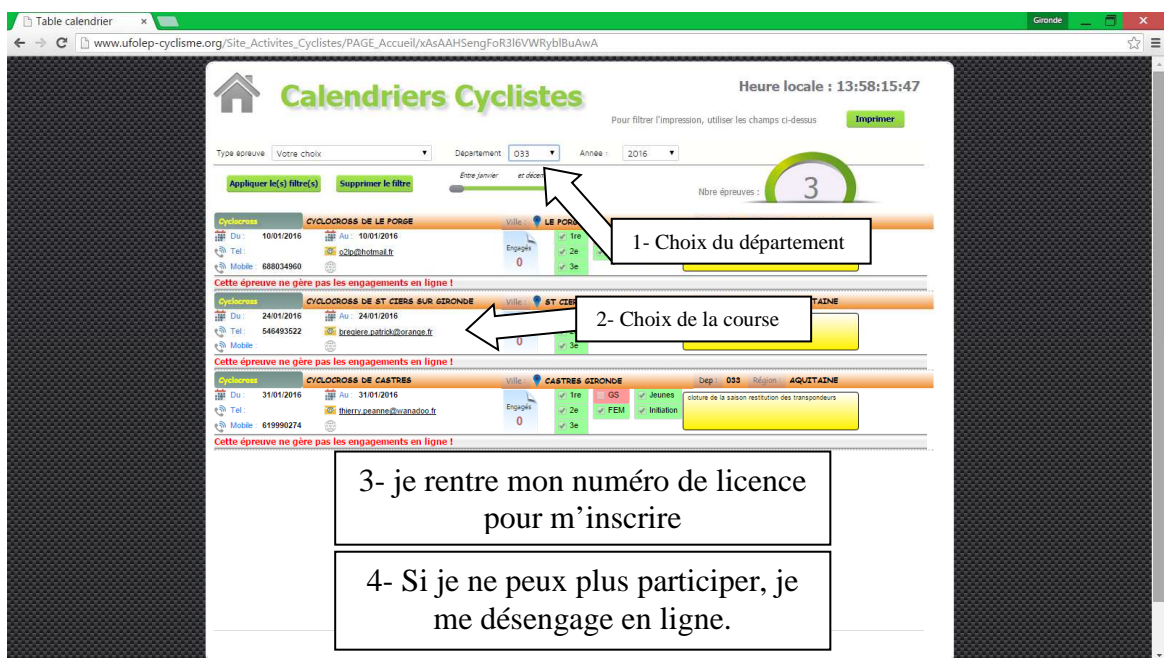 Table calendrier ×
Gironde
www.ufolep-cyclisme.org/Site_Activites_Cyclistes/PAGE_Accueil/xAsAAHSengFoR3l6VWRyblBuAwA
Calendriers Cyclistes
Heure locale : 13:58:15:47
Pour filtrer l'impression, utiliser les champs ci-dessus
Imprimer
Type épreuve Votre choix Departement 033 Année : 2016
Appliquer le(s) filtre(s) Supprimer le filtre Entre janvier et
Nbre épreuves : 3
1- Choix du département
Cyclocross CYCLOCROSS DE LE PORGE Ville : LE
Du : 10/01/2016 Au : 10/01/2016 Engagés 0 1re
Tel : o2lp@hotmail.fr 2e
Mobile : 688034960 3e
Cette épreuve ne gère pas les engagements en ligne !
Cyclocross CYCLOCROSS DE ST CIERS SUR GIRONDE Ville : ST
Du : 24/01/2016 Au : 24/01/2016
Tel : 546493522 bregiere.patrick@orange.fr
Mobile : 0 3e
2- Choix de la course
Cette épreuve ne gère pas les engagements en ligne !
Cyclocross CYCLOCROSS DE CASTRES Ville : CASTRES GIRONDE Dep : 033 Région : AQUITAINE
Du : 31/01/2016 Au : 31/01/2016 Engagés 0 1re GS Jeunes cloture de la saison restitution des transpondeurs
Tel : thierry.peanne@wanadoo.fr 2e FEM Initiation
Mobile : 619990274 3e
Cette épreuve ne gère pas les engagements en ligne !
3- je rentre mon numéro de licence
pour m'inscrire
4- Si je ne peux plus participer, je
me désengage en ligne.